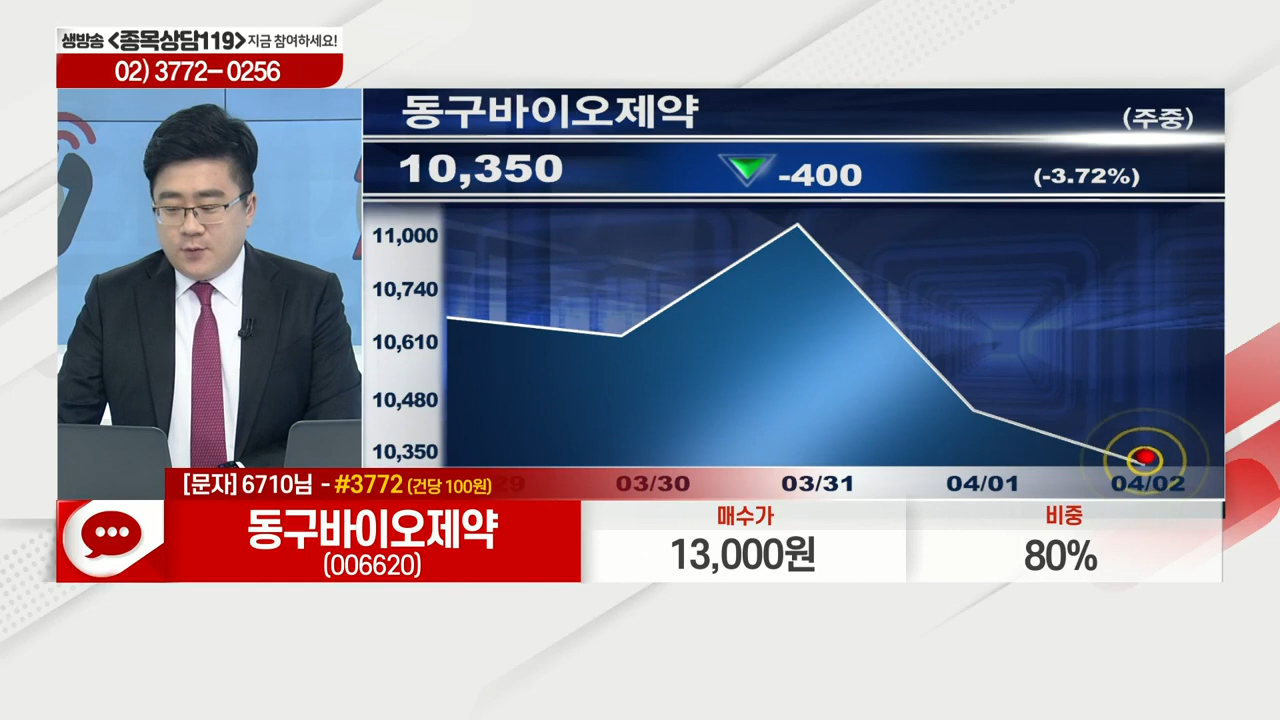 생방송 <종목상담119> 지금 참여하세요!
02) 3772-0256
동구바이오제약
(주중)
10,350 -400 (-3.72%)
11,000
10,740
10,610
10,480
10,350
29 03/30 03/31 04/01 04/02
[문자] 6710님 - #3772 (건당 100원)
동구바이오제약
(006620)
매수가
13,000원
비중
80%